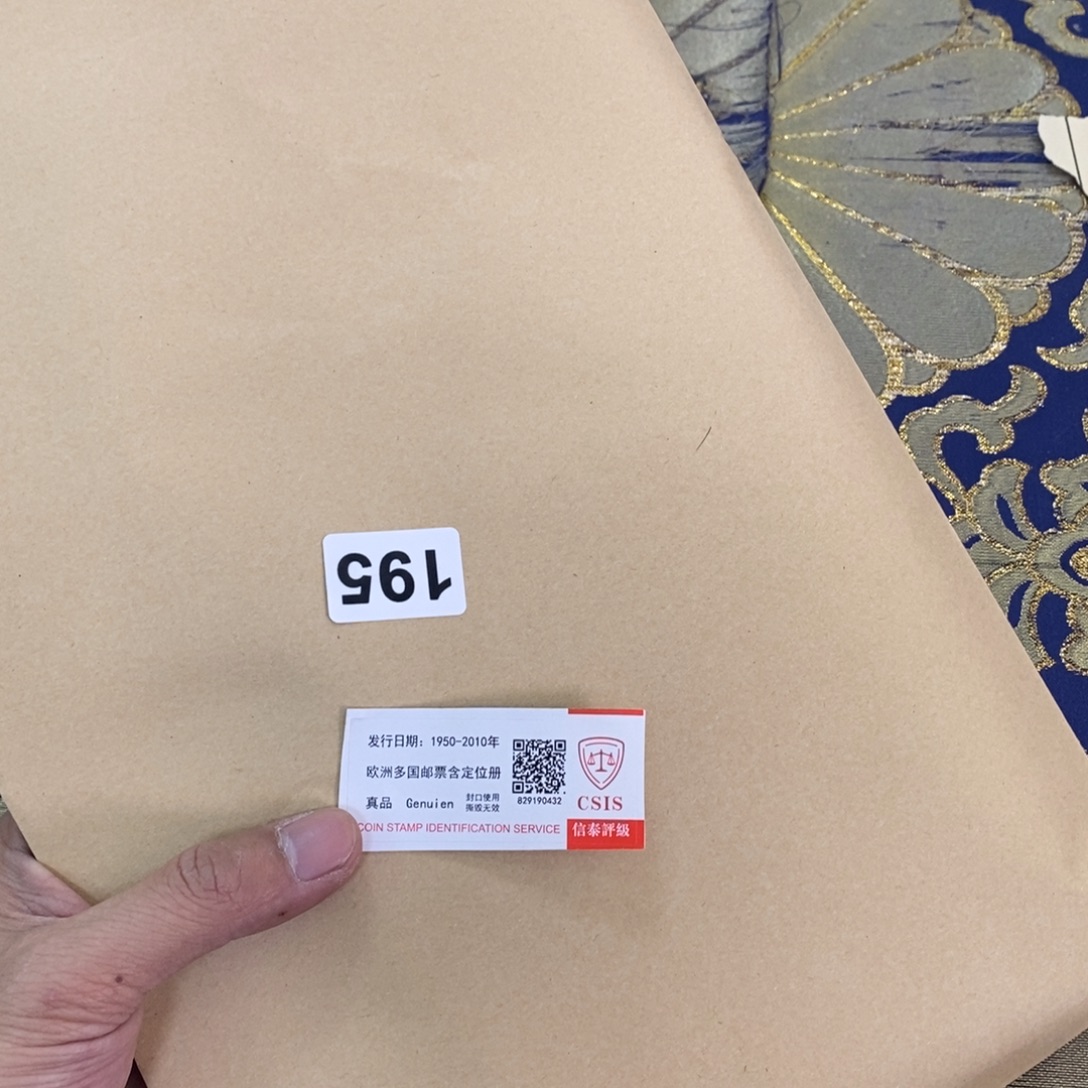 195
发行日期：1950-2010年
欧洲多国邮票含定位册
真品 Genuien 封口使用
撕毁无效
829190432
CSIS
COIN STAMP IDENTIFICATION SERVICE
信泰評級